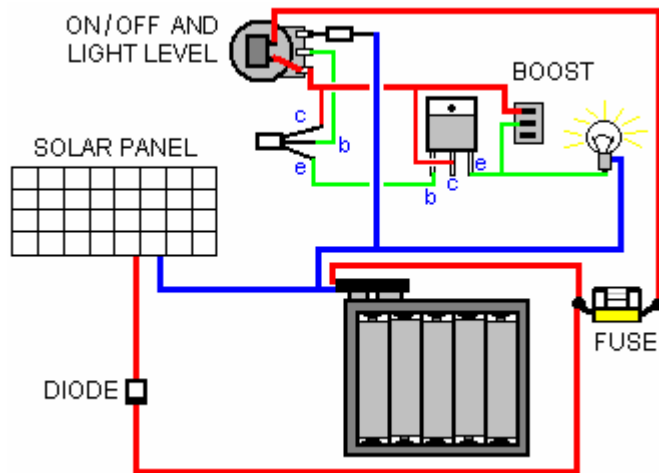 ON/OFF AND
LIGHT LEVEL
BOOST
c
SOLAR PANEL
b
e
e
c
b
FUSE
DIODE